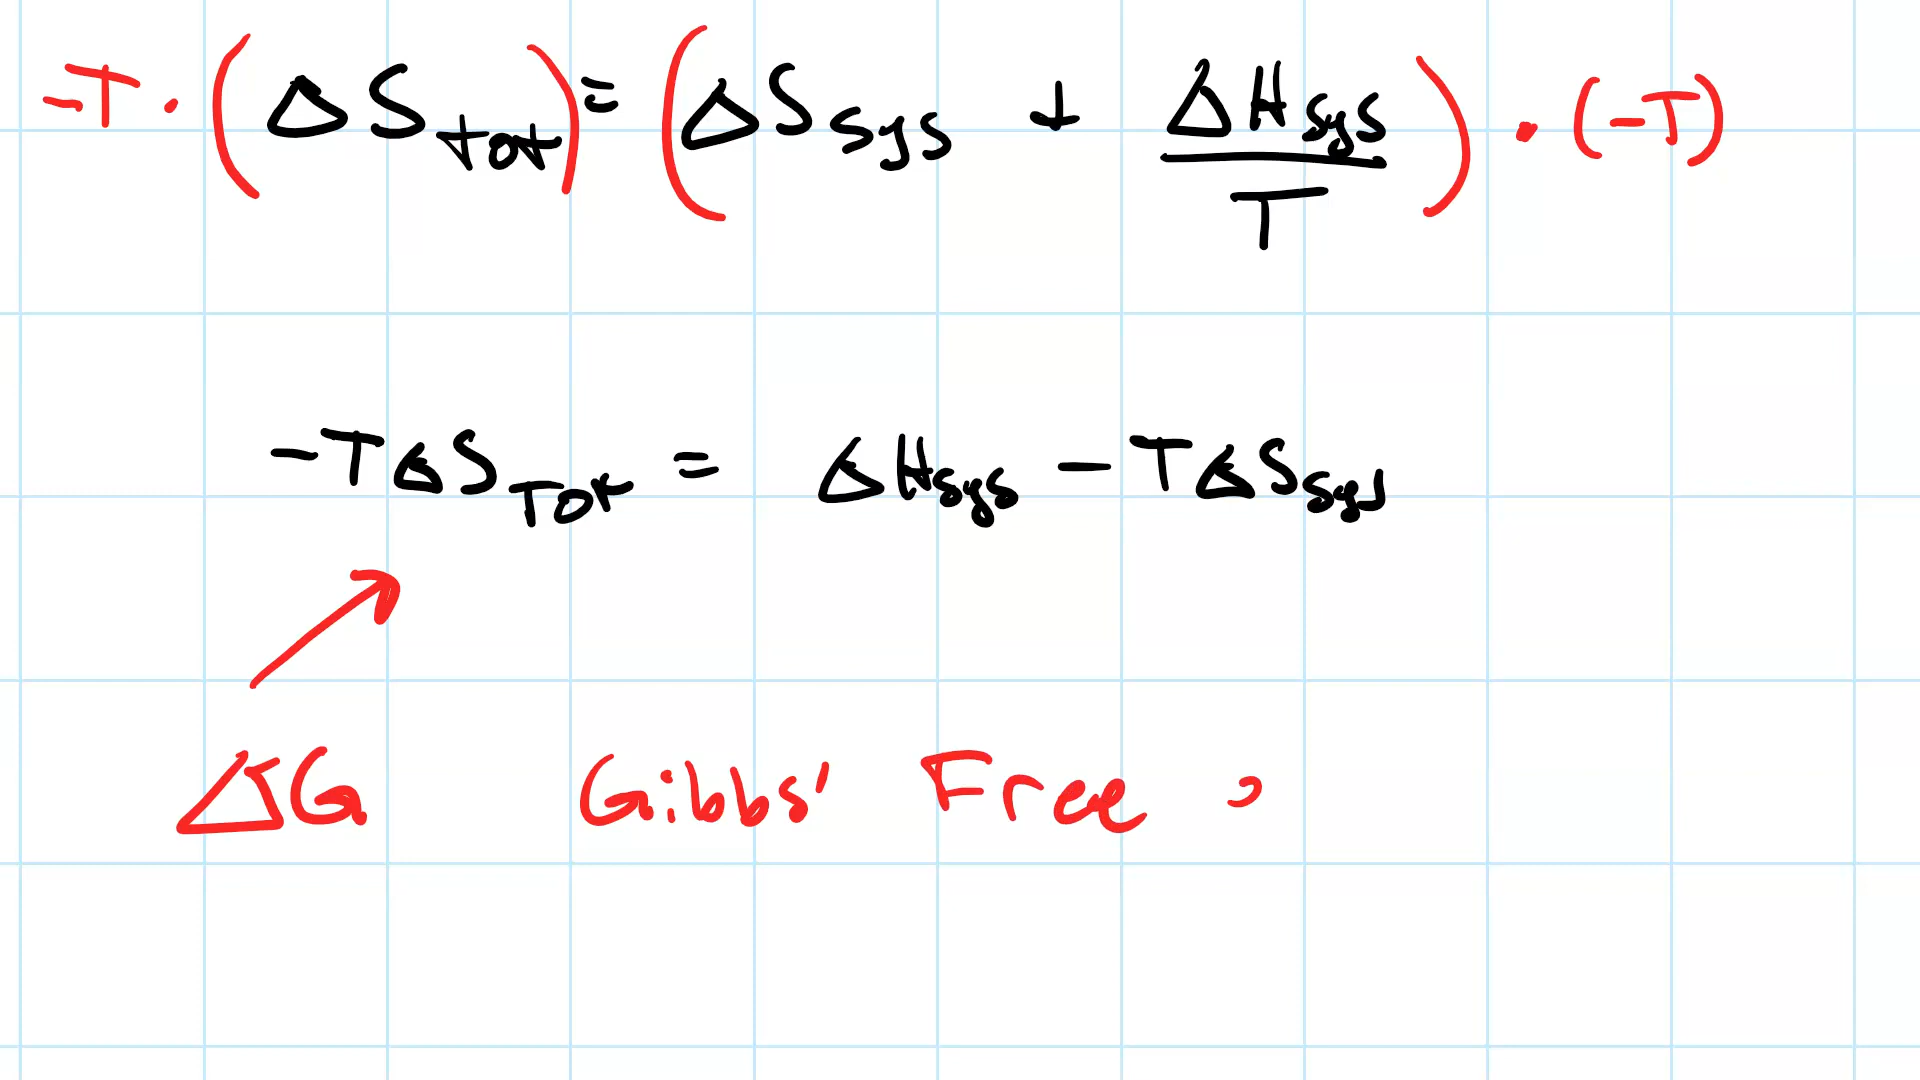 -T · (ΔS_tot) = (ΔS_sys + ΔH_sys / T) · (-T)
-TΔS_Tot = ΔH_sys - TΔS_sys
ΔG Gibbs' Free